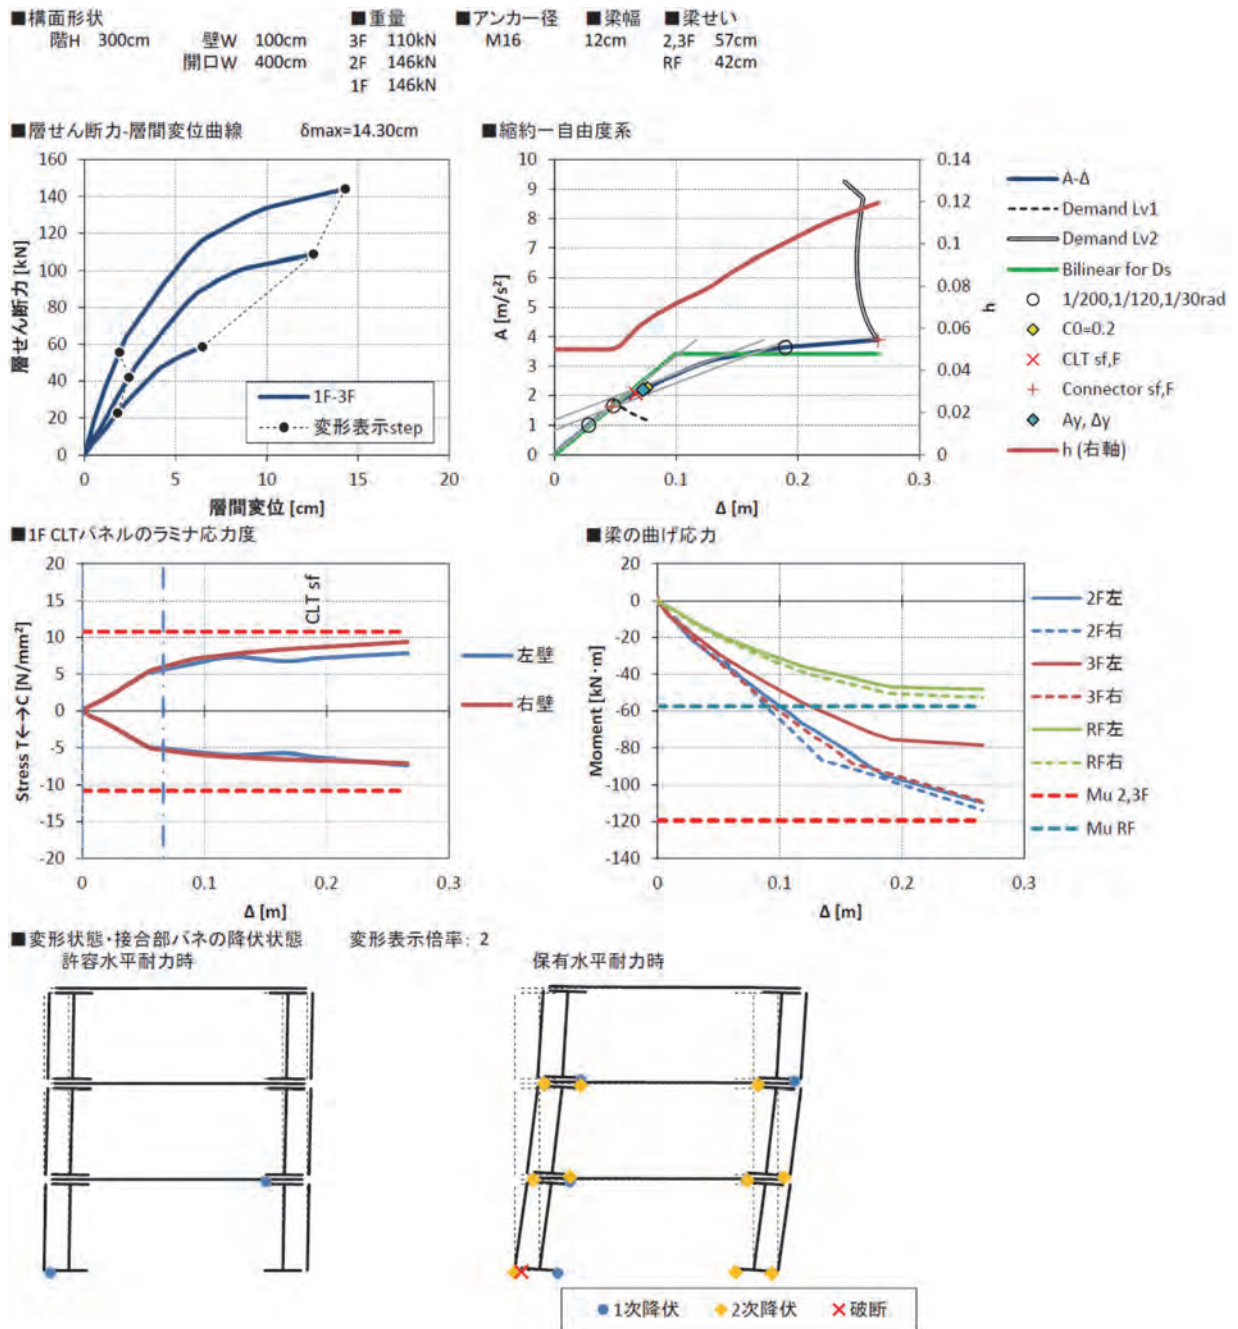 ■構面形状 ■重量 ■アンカー径 ■梁幅 ■梁せい
階H 300cm 壁W 100cm 3F 110kN M16 12cm 2,3F 57cm
開口W 400cm 2F 146kN RF 42cm
1F 146kN
■層せん断力-層間変位曲線 δmax=14.30cm
160
140
120
100
80
60
40
20
0
層せん断力 [kN]
1F-3F
変形表示step
0 5 10 15 20
層間変位 [cm]
■縮約一自由度系
10
9
8
7
6
5
4
3
2
1
0
A [m/s²]
0.14
0.12
0.1
0.08
0.06
0.04
0.02
0
h
0 0.1 0.2 0.3
Δ [m]
A-Δ
Demand Lv1
Demand Lv2
Bilinear for Ds
1/200,1/120,1/30rad
C0=0.2
CLT sf,F
Connector sf,F
Ay, Δy
h (右軸)
■1F CLTパネルのラミナ応力度
20
15
10
5
0
-5
-10
-15
-20
Stress T←→C [N/mm²]
CLT sf
0 0.1 0.2 0.3
Δ [m]
左壁
右壁
■梁の曲げ応力
20
0
-20
-40
-60
-80
-100
-120
-140
Moment [kN·m]
0 0.1 0.2 0.3
Δ [m]
2F左
2F右
3F左
3F右
RF左
RF右
Mu 2,3F
Mu RF
■変形状態・接合部バネの降伏状態 変形表示倍率: 2
許容水平耐力時 保有水平耐力時
1次降伏 2次降伏 破断